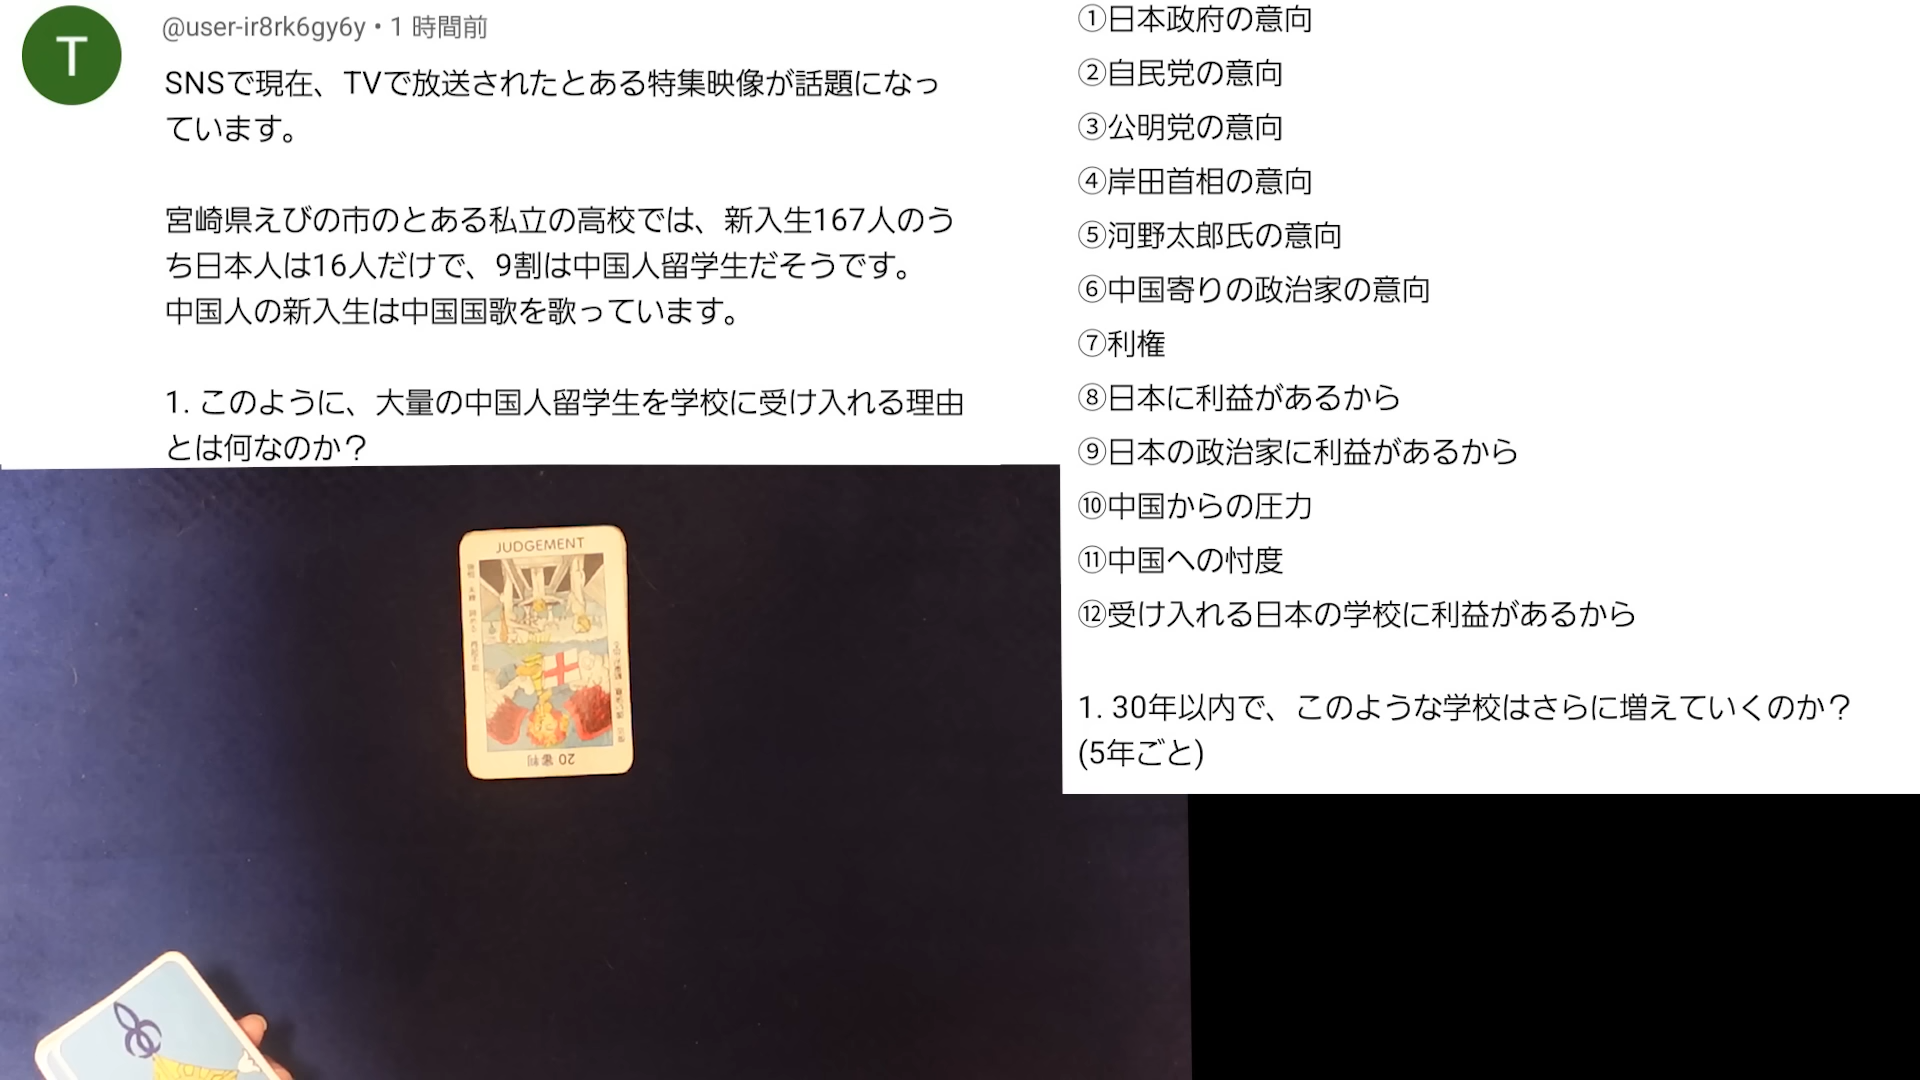 T
@user-ir8rk6gy6y・1 時間前
SNSで現在、TVで放送されたとある特集映像が話題になっ
ています。
宮崎県えびの市のとある私立の高校では、新入生167人のう
ち日本人は16人だけで、9割は中国人留学生だそうです。
中国人の新入生は中国国歌を歌っています。
1. このように、大量の中国人留学生を学校に受け入れる理由
とは何なのか？
①日本政府の意向
②自民党の意向
③公明党の意向
④岸田首相の意向
⑤河野太郎氏の意向
⑥中国寄りの政治家の意向
⑦利権
⑧日本に利益があるから
⑨日本の政治家に利益があるから
⑩中国からの圧力
⑪中国への忖度
⑫受け入れる日本の学校に利益があるから
1. 30年以内で、このような学校はさらに増えていくのか？
(5年ごと)
JUDGEMENT
20 審判